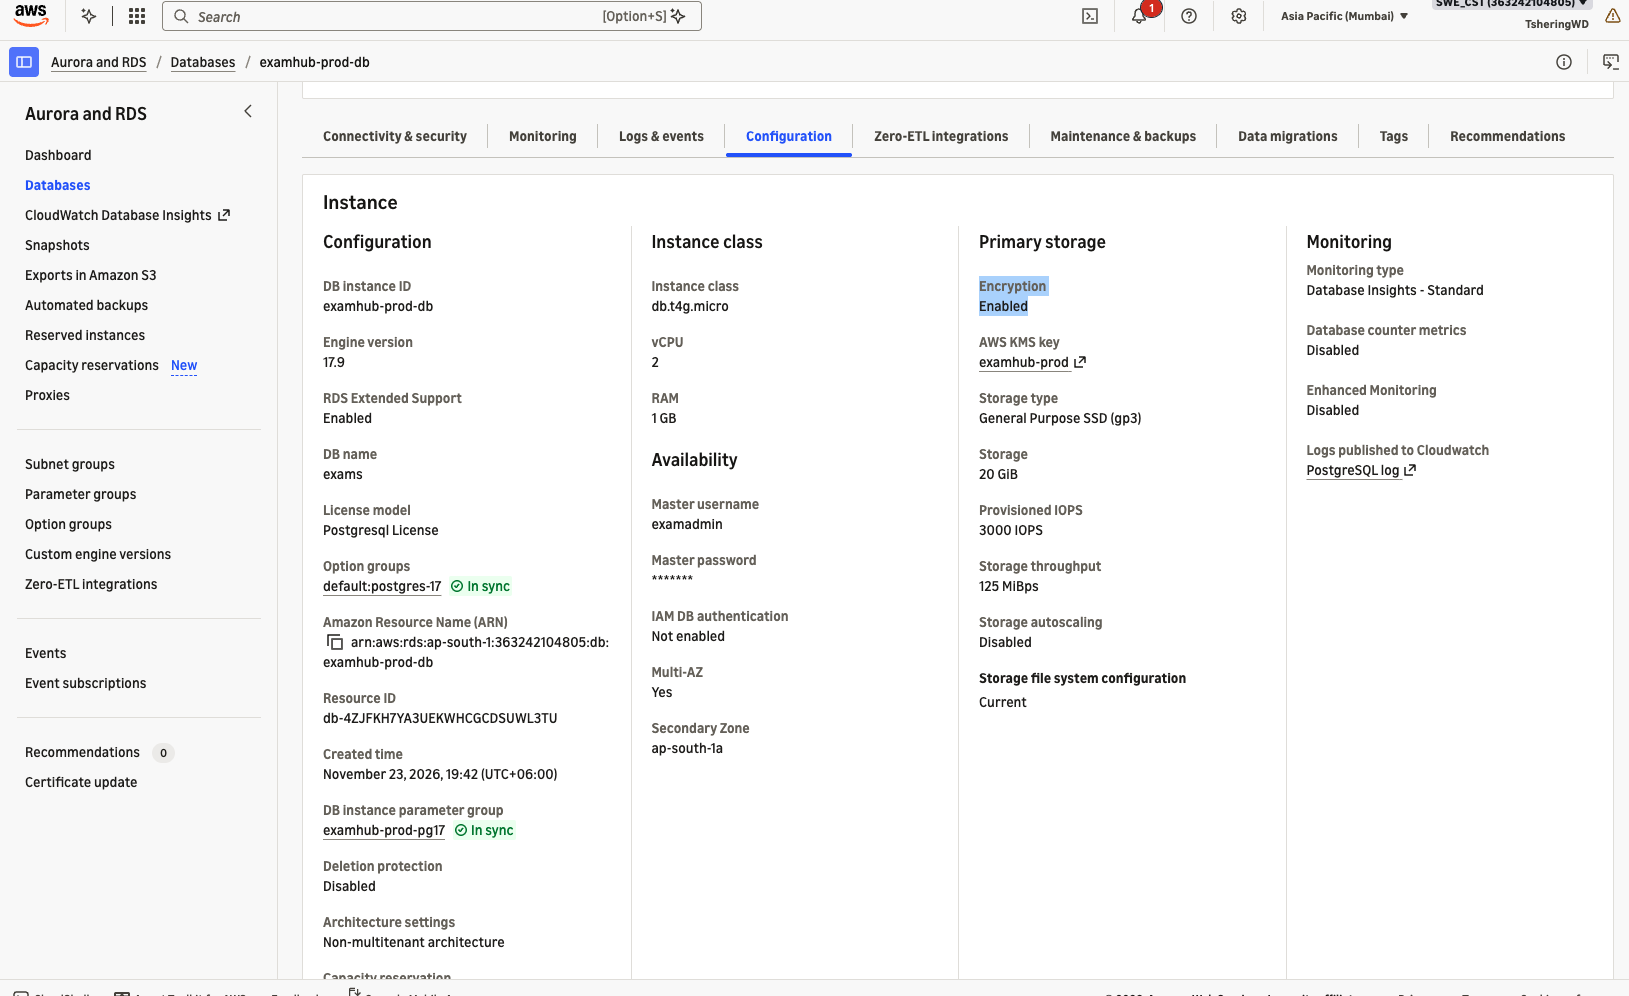 aws
Search
[Option+S]
1
Asia Pacific (Mumbai)
SWE_CST (363242104805)
TsheringWD
Aurora and RDS / Databases / examhub-prod-db
Aurora and RDS
Dashboard
Databases
CloudWatch Database Insights
Snapshots
Exports in Amazon S3
Automated backups
Reserved instances
Capacity reservations New
Proxies
Subnet groups
Parameter groups
Option groups
Custom engine versions
Zero-ETL integrations
Events
Event subscriptions
Recommendations 0
Certificate update
Connectivity & security
Monitoring
Logs & events
Configuration
Zero-ETL integrations
Maintenance & backups
Data migrations
Tags
Recommendations
Instance
Configuration
DB instance ID
examhub-prod-db
Engine version
17.9
RDS Extended Support
Enabled
DB name
exams
License model
Postgresql License
Option groups
default:postgres-17 In sync
Amazon Resource Name (ARN)
arn:aws:rds:ap-south-1:363242104805:db:
examhub-prod-db
Resource ID
db-4ZJFKH7YA3UEKWHCGCDSUWL3TU
Created time
November 23, 2026, 19:42 (UTC+06:00)
DB instance parameter group
examhub-prod-pg17 In sync
Deletion protection
Disabled
Architecture settings
Non-multitenant architecture
Capacity reservation
Instance class
Instance class
db.t4g.micro
vCPU
2
RAM
1 GB
Availability
Master username
examadmin
Master password
*******
IAM DB authentication
Not enabled
Multi-AZ
Yes
Secondary Zone
ap-south-1a
Primary storage
Encryption
Enabled
AWS KMS key
examhub-prod
Storage type
General Purpose SSD (gp3)
Storage
20 GiB
Provisioned IOPS
3000 IOPS
Storage throughput
125 MiBps
Storage autoscaling
Disabled
Storage file system configuration
Current
Monitoring
Monitoring type
Database Insights - Standard
Database counter metrics
Disabled
Enhanced Monitoring
Disabled
Logs published to Cloudwatch
PostgreSQL log